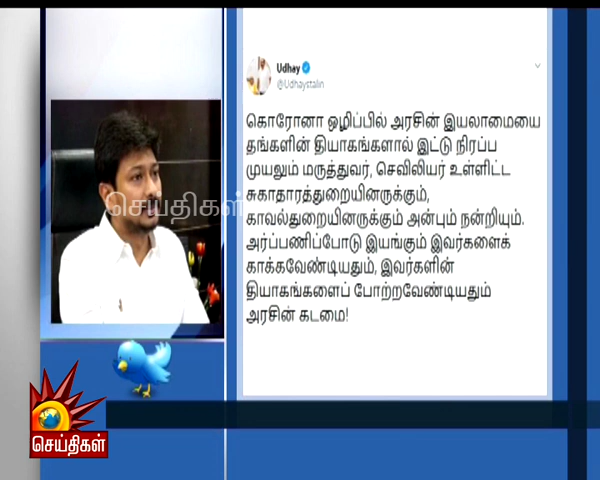 Udhay
@Udhaystalin
கொரோனா ஒழிப்பில் அரசின் இயலாமையை
தங்களின் தியாகங்களால் இட்டு நிரப்ப
முயலும் மருத்துவர், செவிலியர் உள்ளிட்ட
சுகாதாரத்துறையினருக்கும்,
காவல்துறையினருக்கும் அன்பும் நன்றியும்.
அர்ப்பணிப்போடு இயங்கும் இவர்களைக்
காக்கவேண்டியதும், இவர்களின்
தியாகங்களைப் போற்றவேண்டியதும்
அரசின் கடமை!
செய்திகள்
செய்திகள்